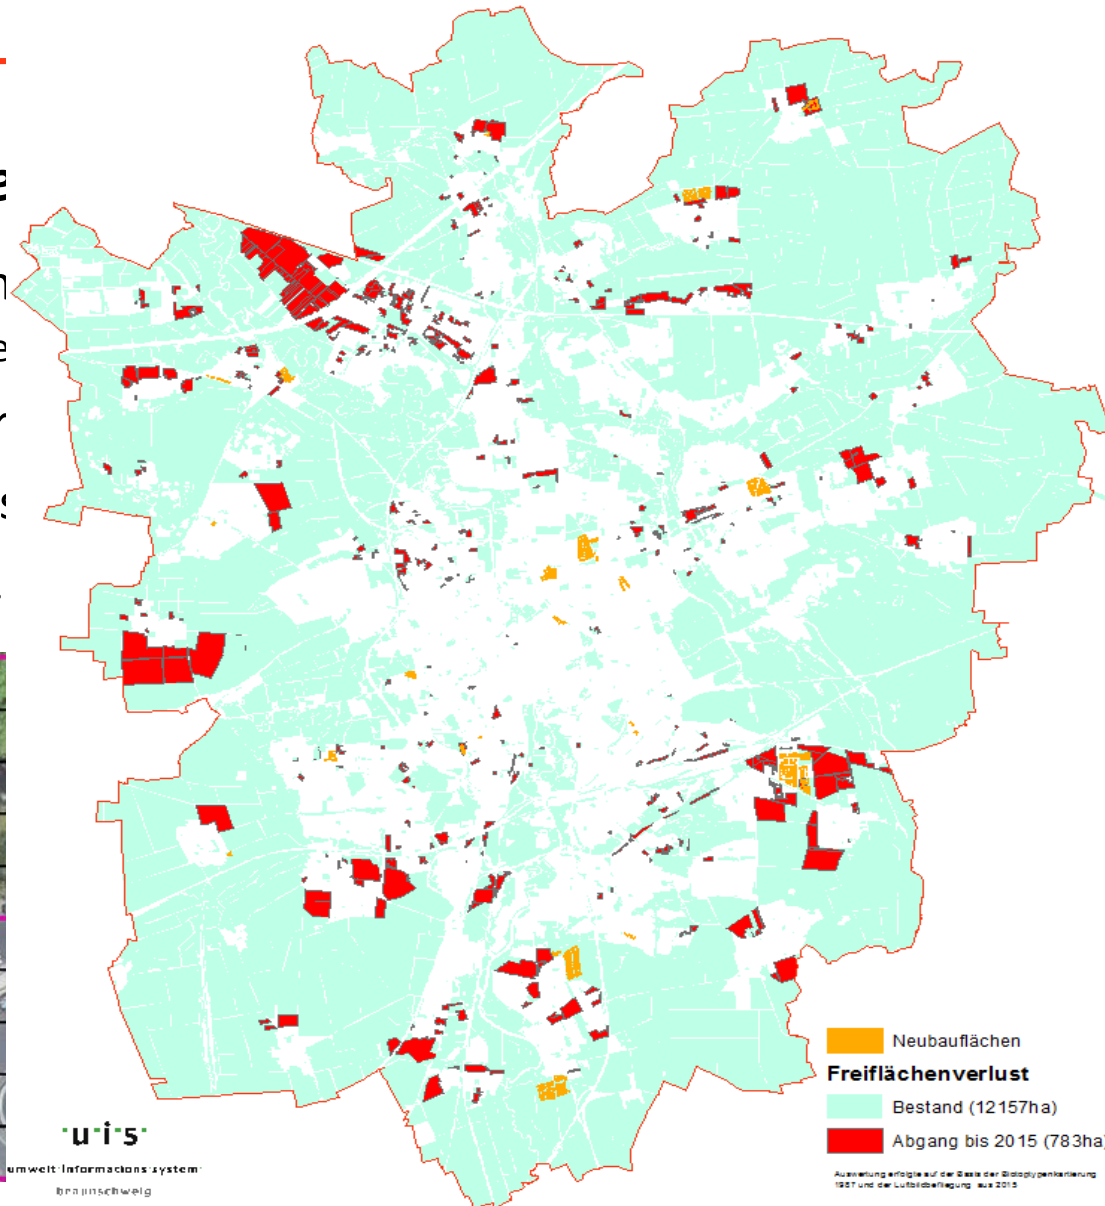 Neubauflächen
Freiflächenverlust
Bestand (12157ha)
Abgang bis 2015 (783ha)
Auswertung erfolgte auf der Basis der Biotoptypenkartierung
1987 und der Luftbildbefliegung aus 2015
u·i·s
umwelt·informations·system
braunschweig